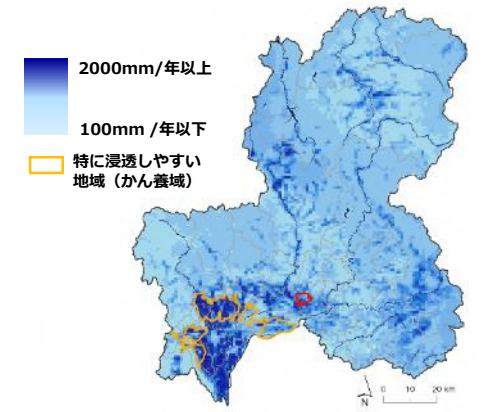 2000mm/年以上
100mm /年以下
特に浸透しやすい
地域（かん養域）
N
0 10 20 km